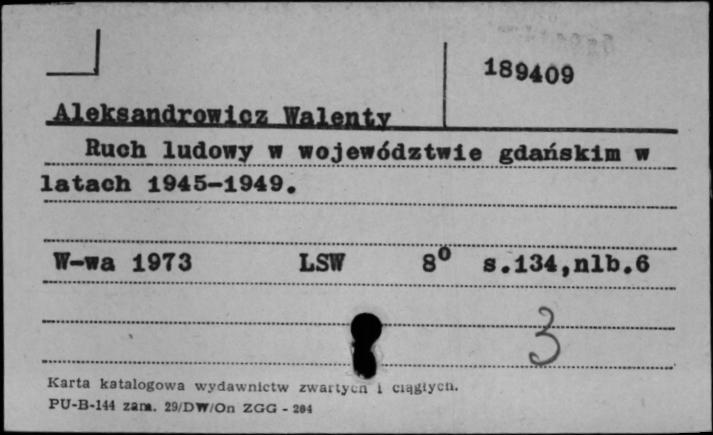 189409
Aleksandrowicz Walenty
Ruch ludowy w województwie gdańskim w
latach 1945-1949.
W-wa 1973 LSW 8⁰ s.134,nlb.6
3
Karta katalogowa wydawnictw zwartych i ciągłych.
PU-B-144 zam. 29/DW/On ZGG - 204